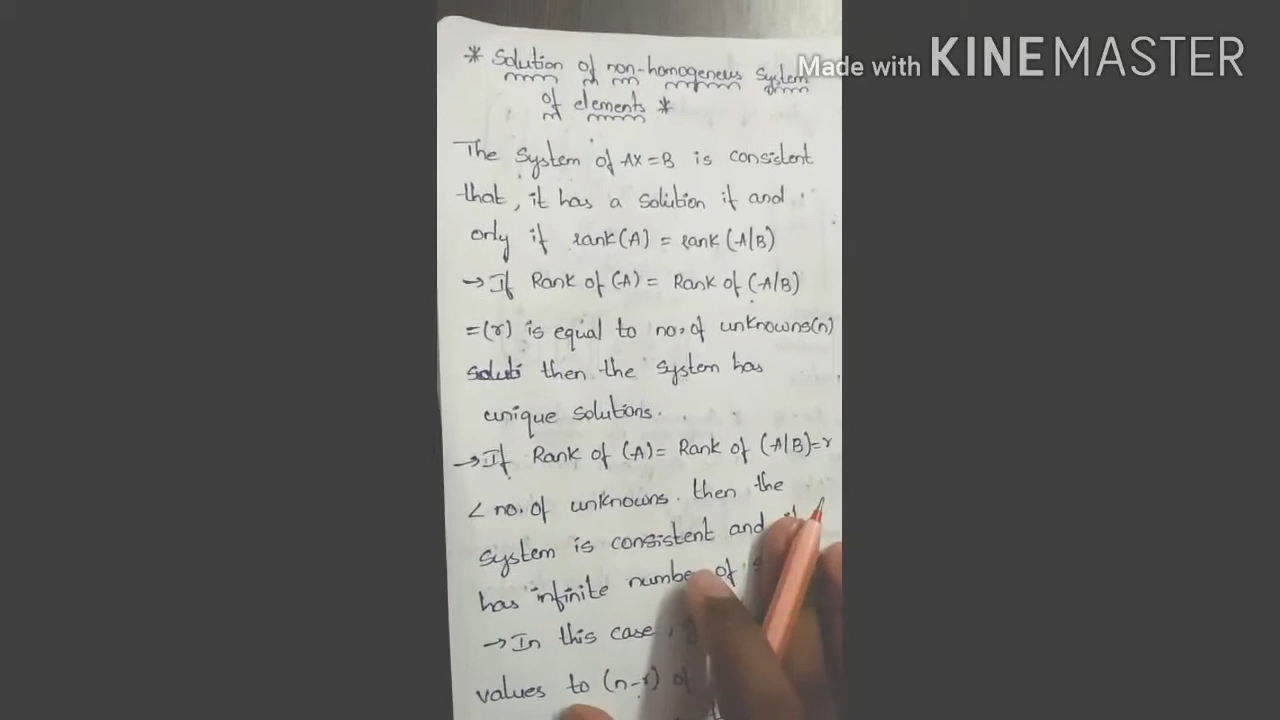 Made with KINEMASTER
* Solution of non-homogeneus System
of elements *
The System of AX=B is consistent
that, it has a solution if and
only if rank(A) = rank (A/B)
→ If Rank of (A) = Rank of (A/B)
=(r) is equal to no. of unknowns(n)
soluti then the system has
unique solutions.
→ If Rank of (A) = Rank of (A/B)=r
< no. of unknowns. then the
system is consistent and it
has infinite number of
→ In this case,
values to (n-r) of